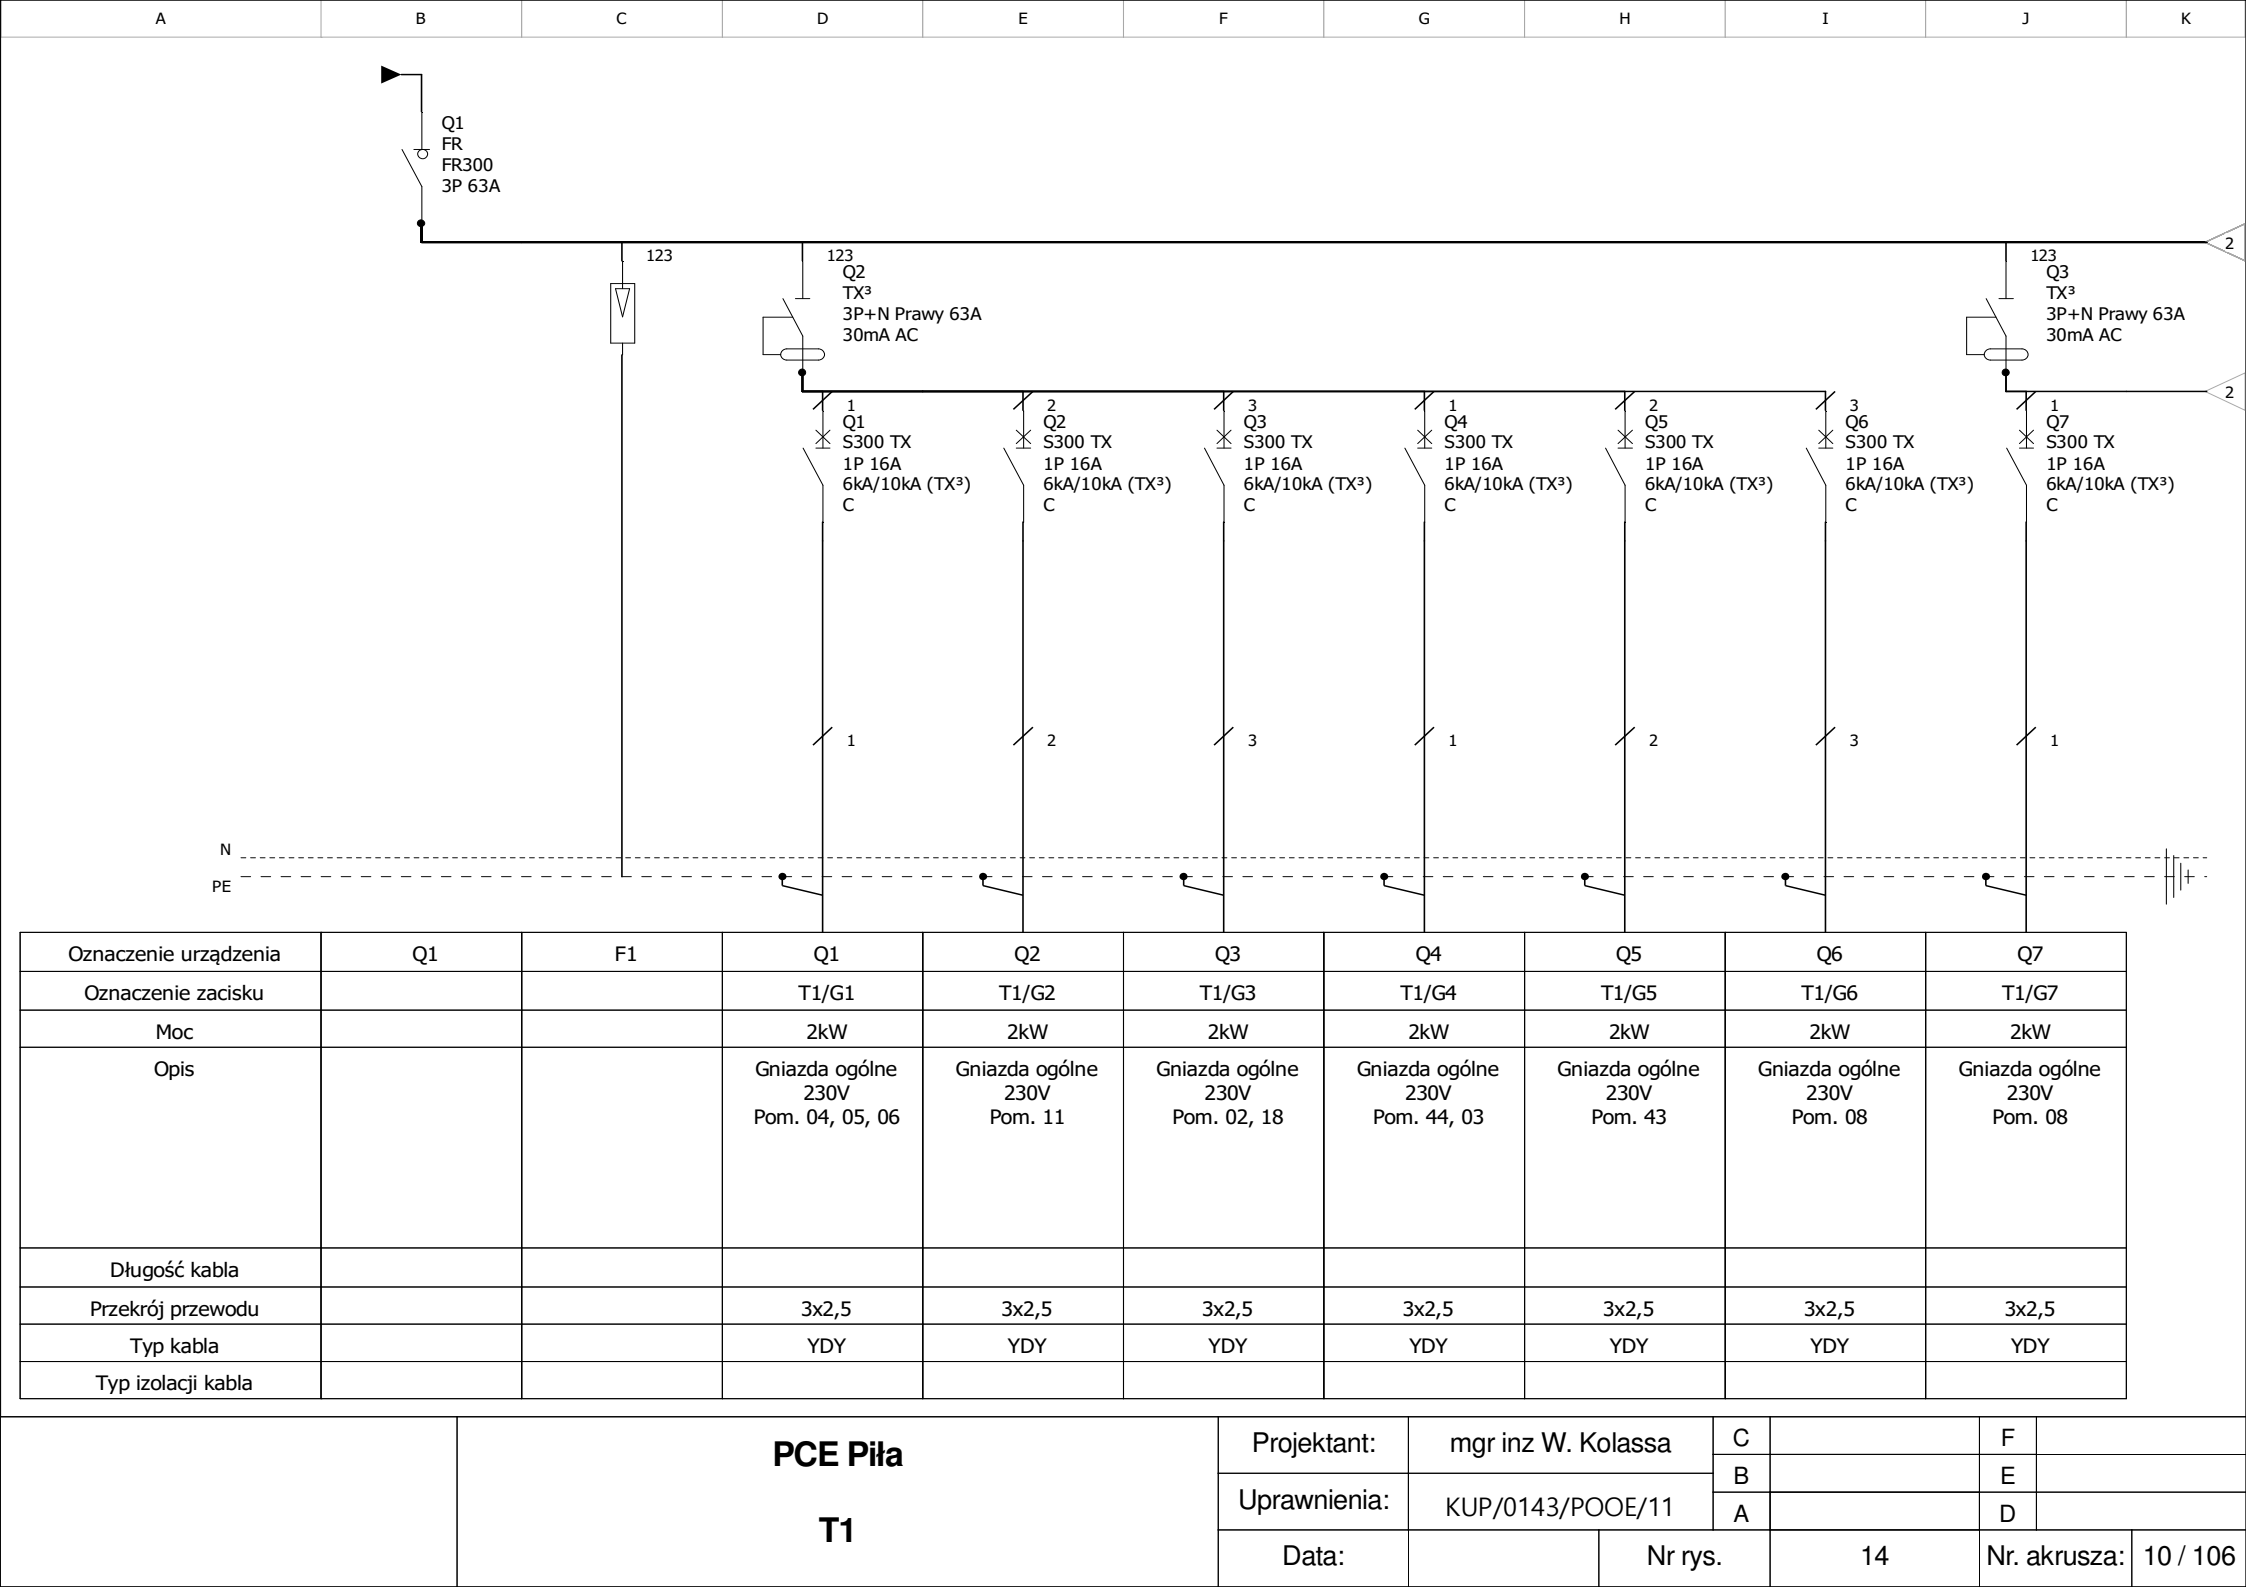 A B C D E F G H I J K
Q1
FR
FR300
3P 63A
123 123 123
Q2 Q3
TX³ TX³
3P+N Prawy 63A 3P+N Prawy 63A
30mA AC 30mA AC
2
2
1 2 3 1 2 3 1
Q1 Q2 Q3 Q4 Q5 Q6 Q7
S300 TX S300 TX S300 TX S300 TX S300 TX S300 TX S300 TX
1P 16A 1P 16A 1P 16A 1P 16A 1P 16A 1P 16A 1P 16A
6kA/10kA (TX³) 6kA/10kA (TX³) 6kA/10kA (TX³) 6kA/10kA (TX³) 6kA/10kA (TX³) 6kA/10kA (TX³) 6kA/10kA (TX³)
C C C C C C C
1 2 3 1 2 3 1
N
PE
Oznaczenie urządzenia Q1 F1 Q1 Q2 Q3 Q4 Q5 Q6 Q7
Oznaczenie zacisku T1/G1 T1/G2 T1/G3 T1/G4 T1/G5 T1/G6 T1/G7
Moc 2kW 2kW 2kW 2kW 2kW 2kW 2kW
Opis Gniazda ogólne Gniazda ogólne Gniazda ogólne Gniazda ogólne Gniazda ogólne Gniazda ogólne Gniazda ogólne
230V 230V 230V 230V 230V 230V 230V
Pom. 04, 05, 06 Pom. 11 Pom. 02, 18 Pom. 44, 03 Pom. 43 Pom. 08 Pom. 08
Długość kabla
Przekrój przewodu 3x2,5 3x2,5 3x2,5 3x2,5 3x2,5 3x2,5 3x2,5
Typ kabla YDY YDY YDY YDY YDY YDY YDY
Typ izolacji kabla
PCE Piła
T1
Projektant: mgr inz W. Kolassa
Uprawnienia: KUP/0143/POOE/11
C F
B E
A D
Data: Nr rys. 14 Nr. akrusza: 10 / 106